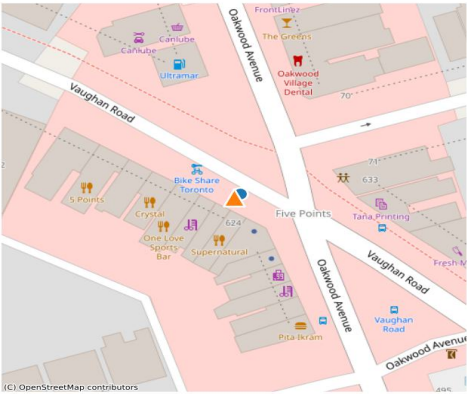 FrontLinez
The Greens
Canlube
Canlube
Ultramar
Oakwood Avenue
Oakwood
Village
Dental
70
Vaughan Road
71
633
Bike Share
Toronto
5 Points
Crystal
One Love
Sports
Bar
624
Supernatural
Five Points
Tana Printing
Vaughan Road
Fresh M
Oakwood Avenue
Vaughan
Road
Pita Ikram
Oakwood Avenue
495
2
(C) OpenStreetMap contributors